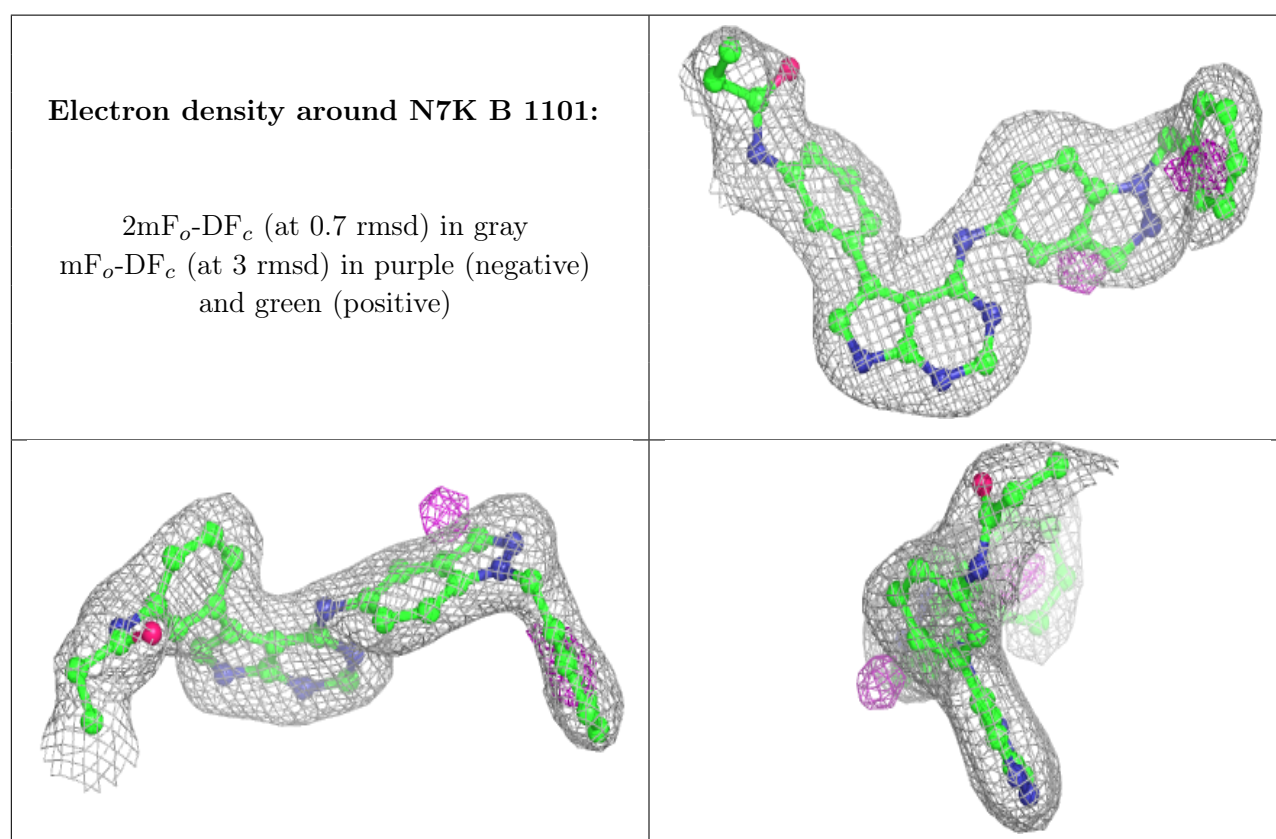 Electron density around N7K B 1101:
2mFₒ-DF𝒸 (at 0.7 rmsd) in gray
mFₒ-DF𝒸 (at 3 rmsd) in purple (negative)
and green (positive)